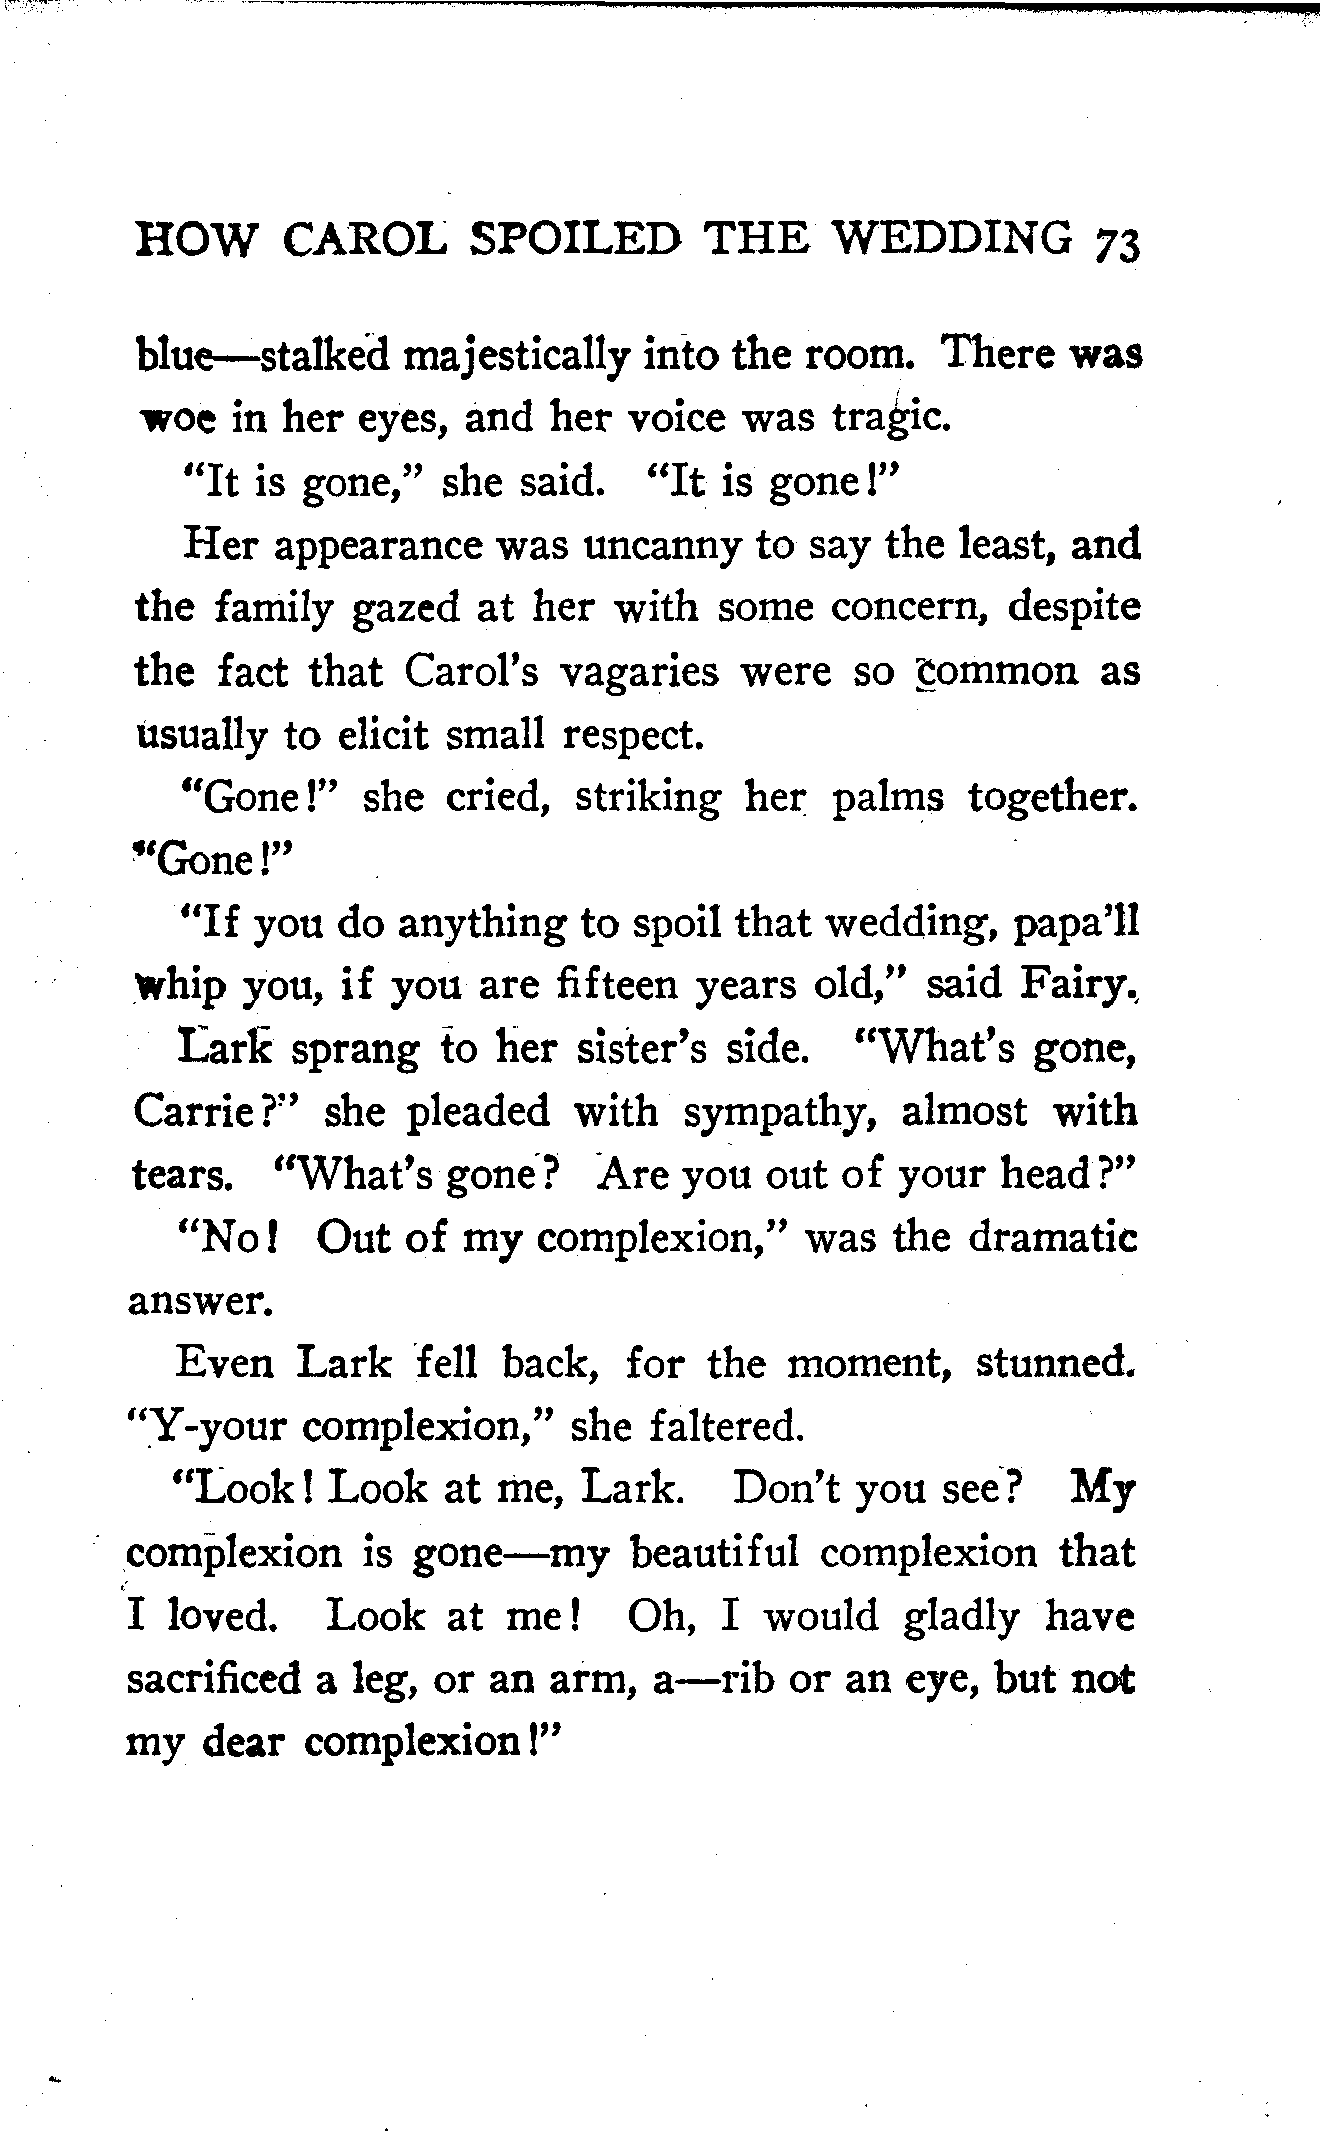 HOW CAROL SPOILED THE WEDDING 73
blue—stalked majestically into the room. There was
woe in her eyes, and her voice was tragic.
"It is gone," she said. "It is gone!"
Her appearance was uncanny to say the least, and
the family gazed at her with some concern, despite
the fact that Carol's vagaries were so common as
usually to elicit small respect.
"Gone!" she cried, striking her palms together.
"Gone!"
"If you do anything to spoil that wedding, papa'll
whip you, if you are fifteen years old," said Fairy.
Lark sprang to her sister's side. "What's gone,
Carrie?" she pleaded with sympathy, almost with
tears. "What's gone? Are you out of your head?"
"No! Out of my complexion," was the dramatic
answer.
Even Lark fell back, for the moment, stunned.
"Y-your complexion," she faltered.
"Look! Look at me, Lark. Don't you see? My
complexion is gone—my beautiful complexion that
I loved. Look at me! Oh, I would gladly have
sacrificed a leg, or an arm, a—rib or an eye, but not
my dear complexion!"